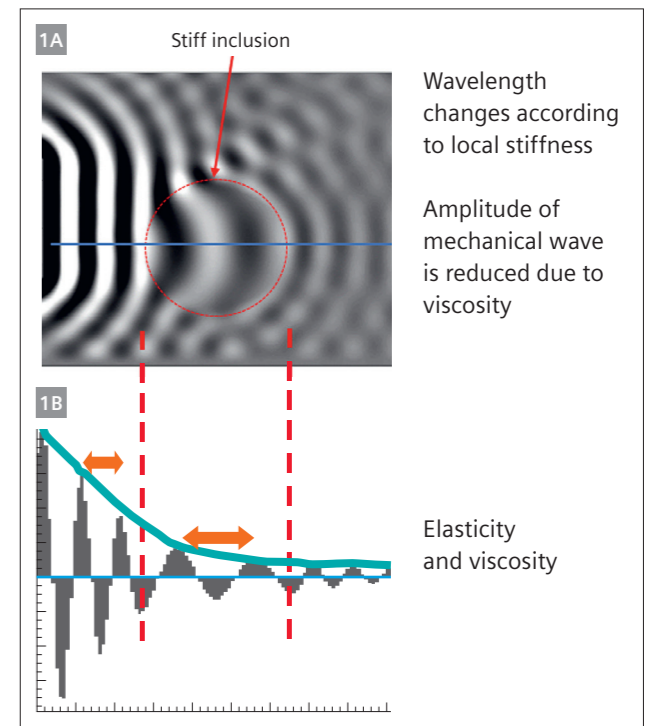 1A
Stiff inclusion
Wavelength
changes according
to local stiffness
Amplitude of
mechanical wave
is reduced due to
viscosity
1B
Elasticity
and viscosity